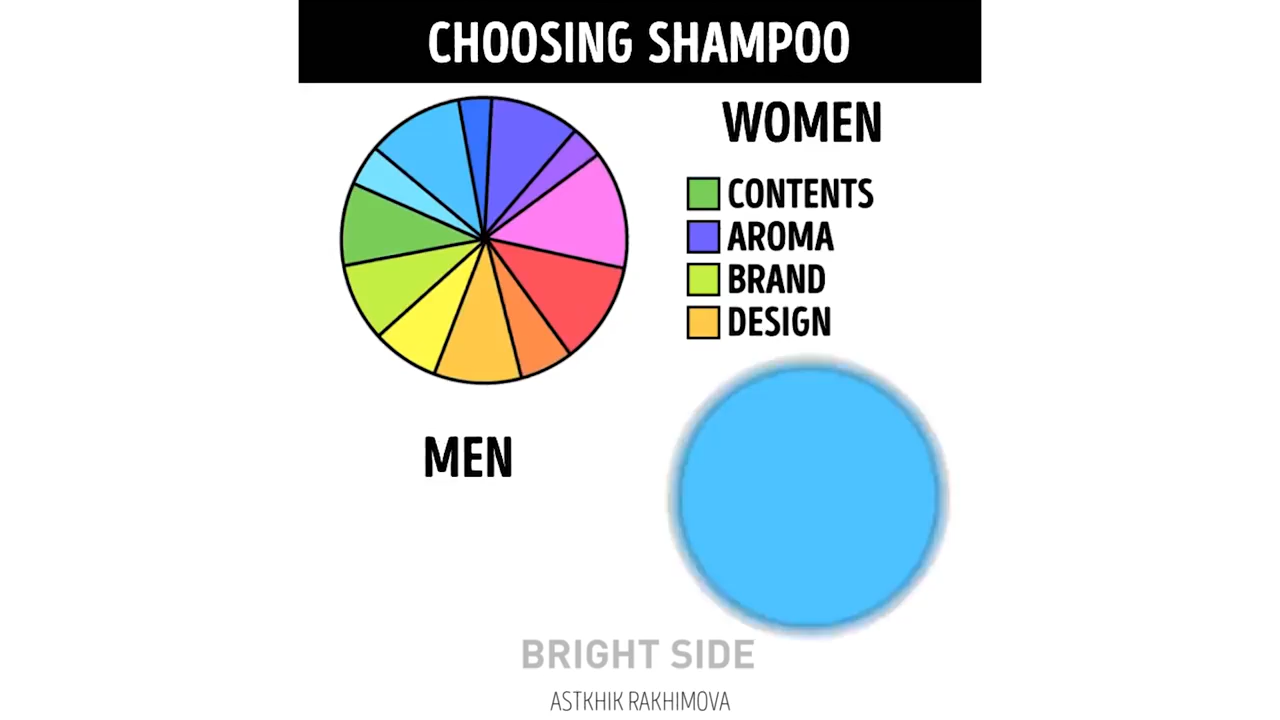 CHOOSING SHAMPOO
WOMEN
CONTENTS
AROMA
BRAND
DESIGN
MEN
BRIGHT SIDE
ASTKHIK RAKHIMOVA